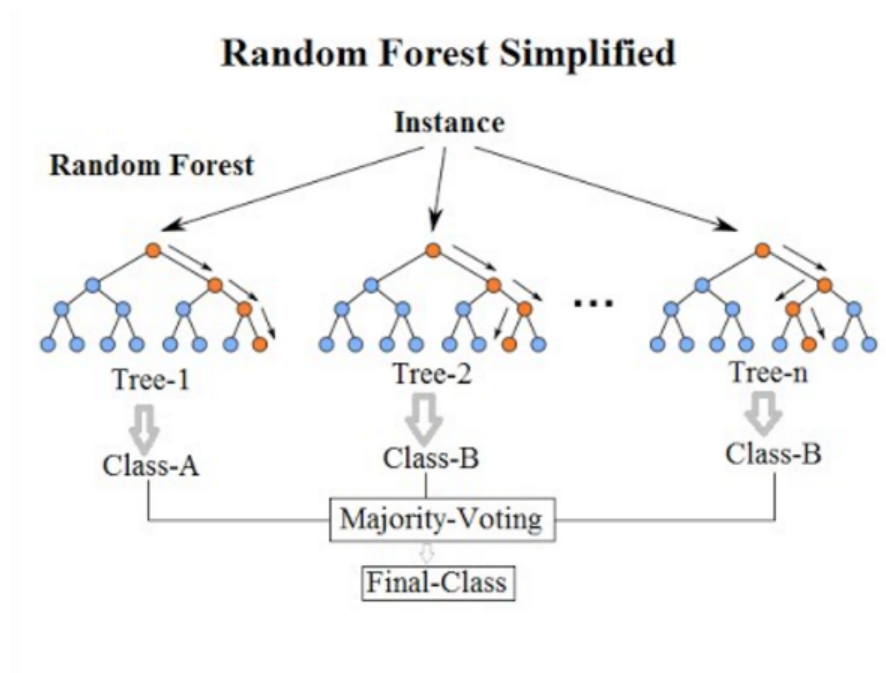 Random Forest Simplified
Instance
Random Forest
...
Tree-1
Tree-2
Tree-n
Class-A
Class-B
Class-B
Majority-Voting
Final-Class